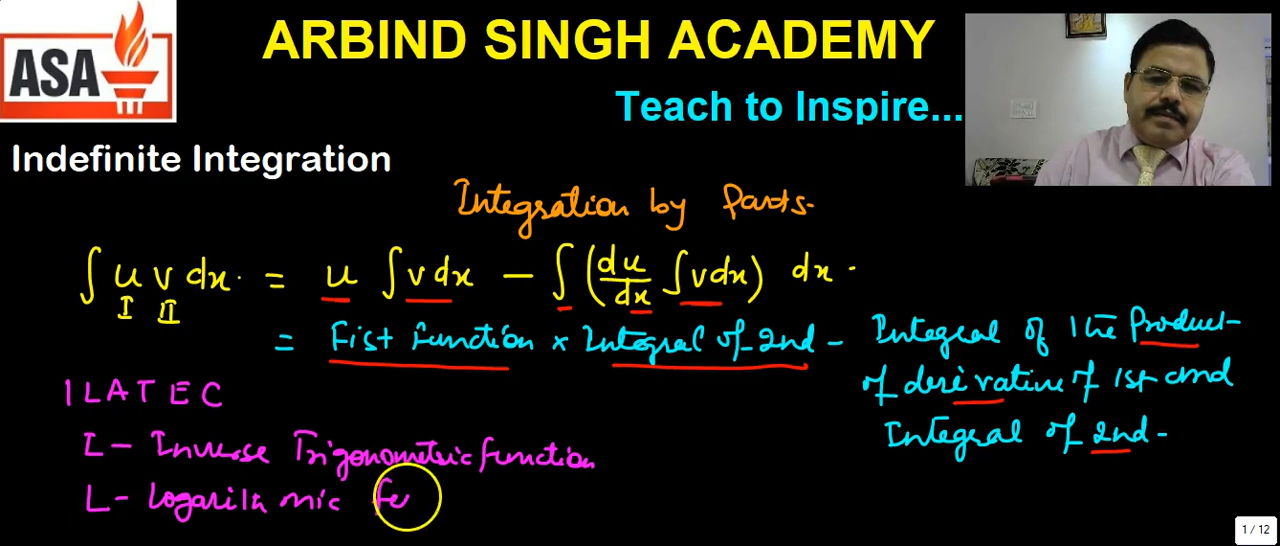 ASA
ARBIND SINGH ACADEMY
Teach to Inspire...
Indefinite Integration
Integration by Parts.
∫ u v dx. = u ∫ v dx − ∫ (du/dx ∫ v dx) dx.
I II
= Fist Function × Integral of 2nd − Integral of the Product
of derivative of 1st and
Integral of 2nd -
I L A T E C
I - Inverse Trigonometric function
L - Logarithmic fu
1 / 12